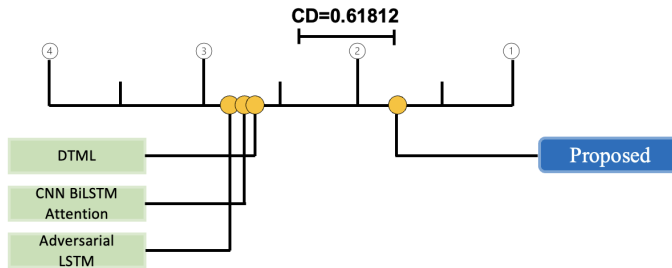 CD=0.61812
4 3 2 1
DTML
Proposed
CNN BiLSTM
Attention
Adversarial
LSTM